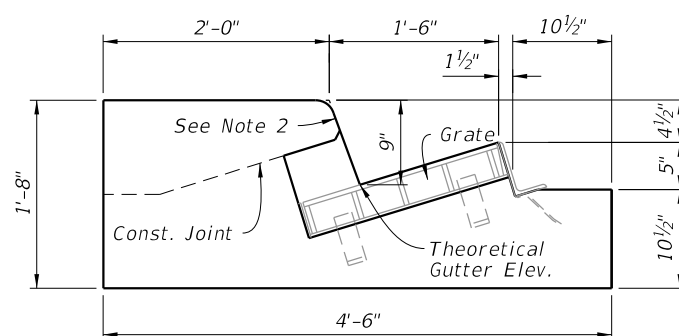 2'-0"
1'-6"
10½"
1½"
See Note 2
9"
Grate
4½"
5"
1'-8"
Const. Joint
Theoretical
Gutter Elev.
10½"
4'-6"